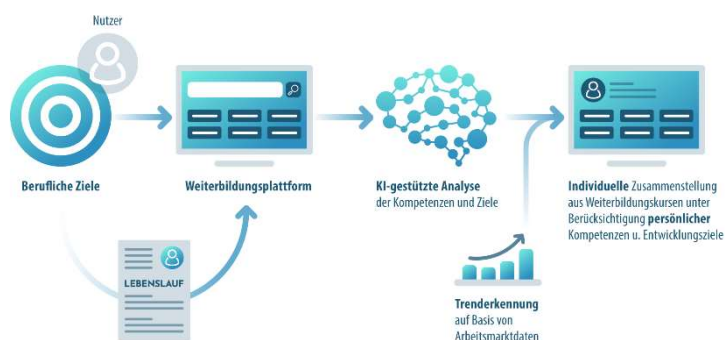 Nutzer
Berufliche Ziele
Weiterbildungsplattform
KI-gestützte Analyse
der Kompetenzen und Ziele
Individuelle Zusammenstellung
aus Weiterbildungskursen unter
Berücksichtigung persönlicher
Kompetenzen u. Entwicklungsziele
LEBENSLAUF
Trenderkennung
auf Basis von
Arbeitsmarktdaten